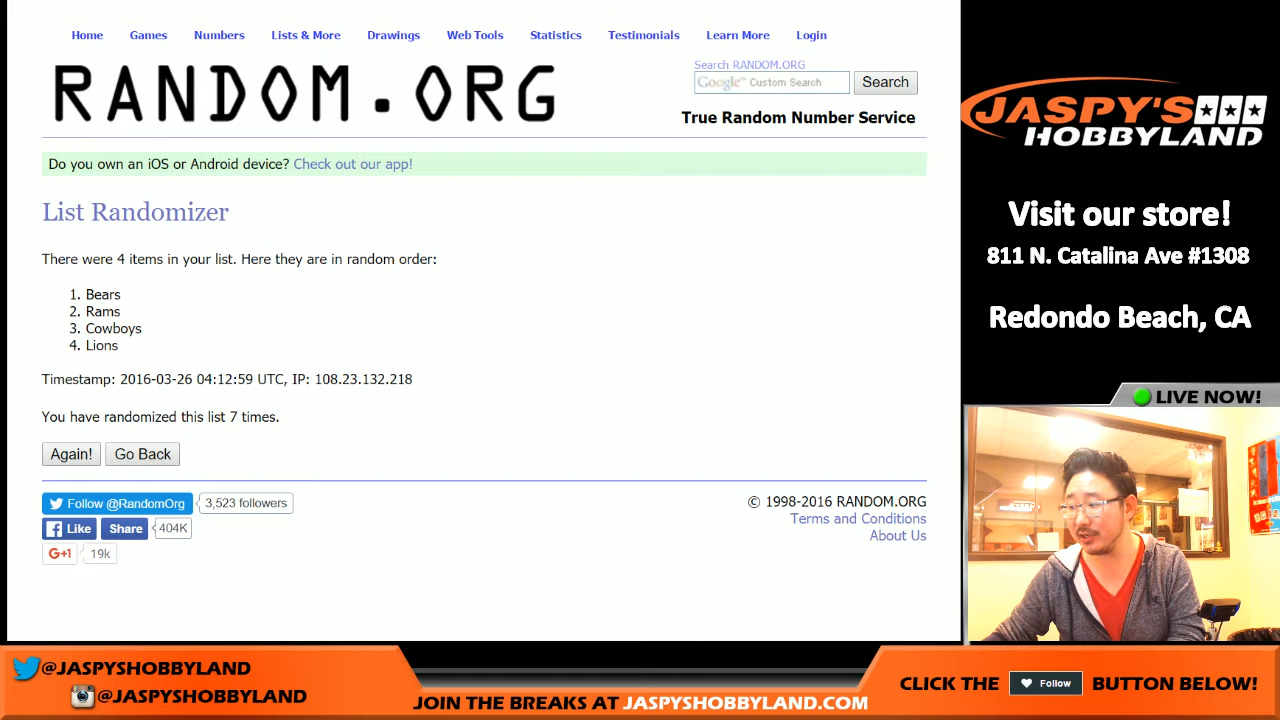 Home Games Numbers Lists & More Drawings Web Tools Statistics Testimonials Learn More Login
RANDOM.ORG
Search RANDOM.ORG
Google™ Custom Search Search
True Random Number Service
Do you own an iOS or Android device? Check out our app!
List Randomizer
There were 4 items in your list. Here they are in random order:
1. Bears
2. Rams
3. Cowboys
4. Lions
Timestamp: 2016-03-26 04:12:59 UTC, IP: 108.23.132.218
You have randomized this list 7 times.
Again! Go Back
Follow @RandomOrg 3,523 followers
Like Share 404K
G+1 19k
© 1998-2016 RANDOM.ORG
Terms and Conditions
About Us
JASPY'S
HOBBYLAND
Visit our store!
811 N. Catalina Ave #1308
Redondo Beach, CA
LIVE NOW!
@JASPYSHOBBYLAND
@JASPYSHOBBYLAND
JOIN THE BREAKS AT JASPYSHOBBYLAND.COM
CLICK THE Follow BUTTON BELOW!